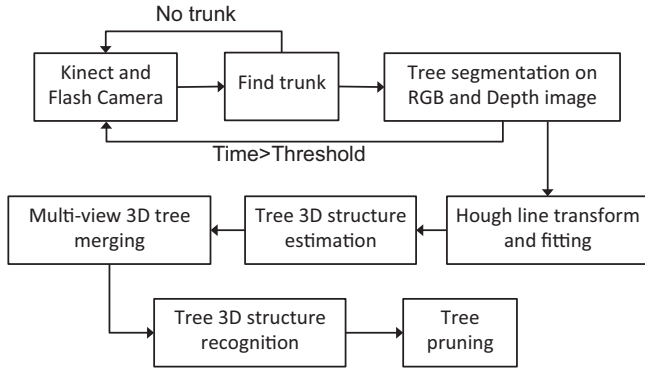 No trunk
Kinect and
Flash Camera
Find trunk
Tree segmentation on
RGB and Depth image
Time>Threshold
Multi-view 3D tree
merging
Tree 3D structure
estimation
Hough line transform
and fitting
Tree 3D structure
recognition
Tree
pruning